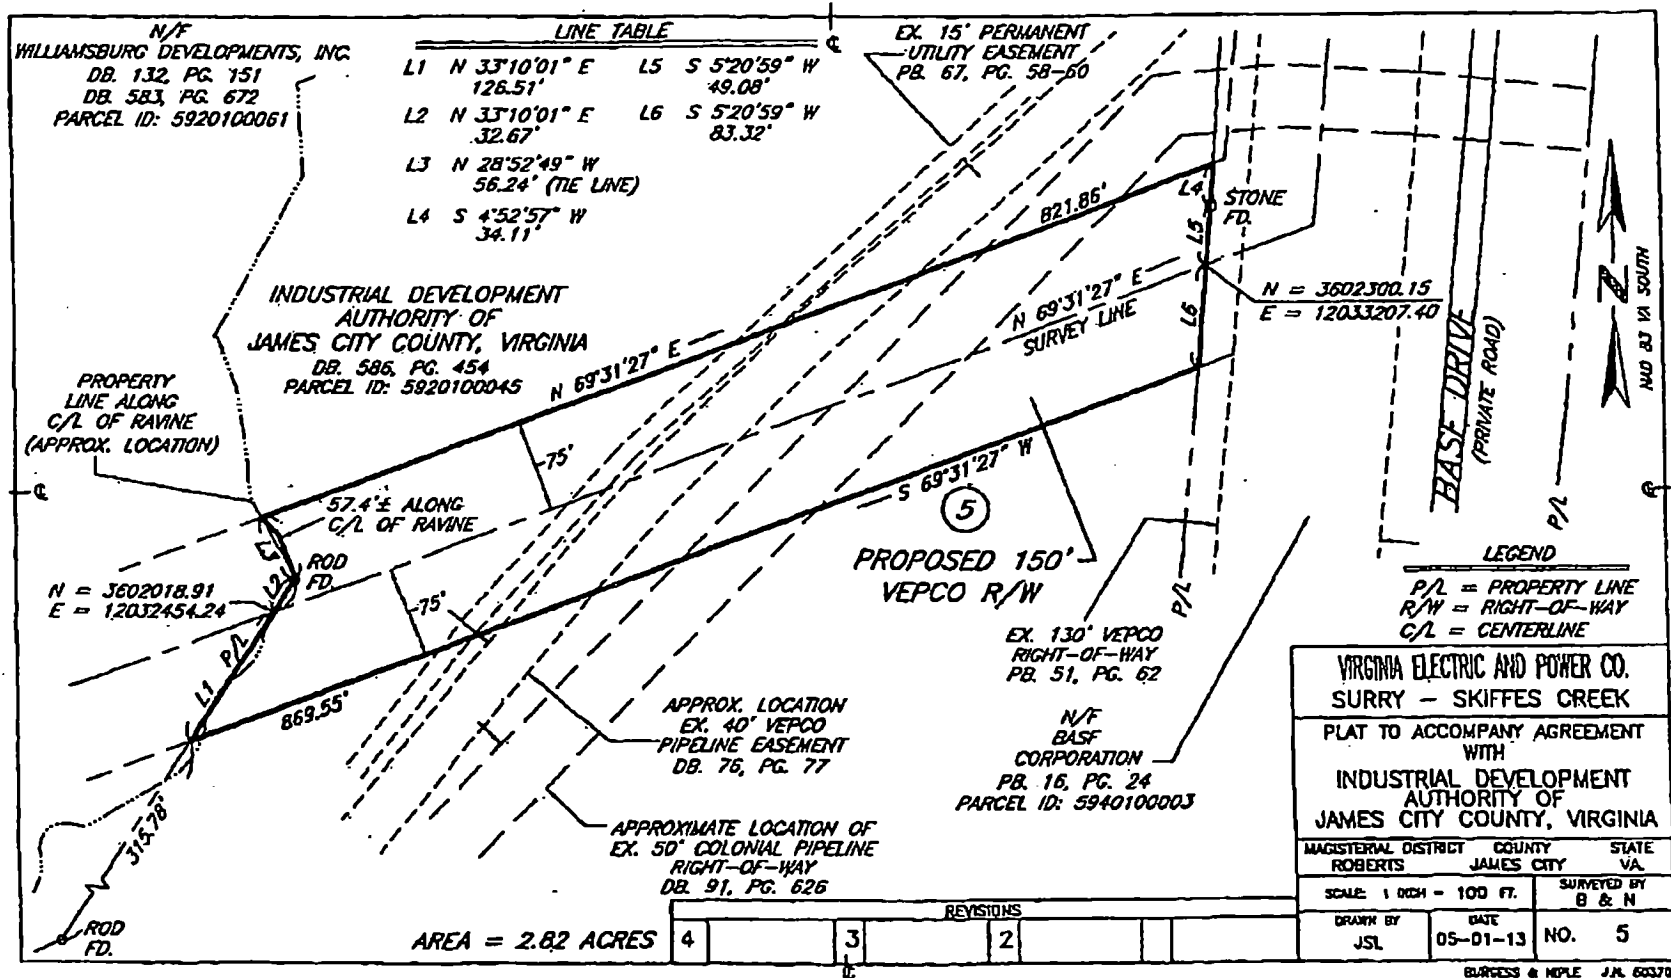 N/F
WILLIAMSBURG DEVELOPMENTS, INC.
DB. 132, PG. 151
DB. 583, PG. 672
PARCEL ID: 5920100061
LINE TABLE
L1 N 33°10'01" E
126.51'
L2 N 33°10'01" E
32.67'
L3 N 28°52'49" W
56.24' (TIE LINE)
L4 S 4°52'57" W
34.11'
L5 S 5°20'59" W
49.08'
L6 S 5°20'59" W
83.32'
EX. 15' PERMANENT
UTILITY EASEMENT
PB. 67, PG. 58-60
INDUSTRIAL DEVELOPMENT
AUTHORITY OF
JAMES CITY COUNTY, VIRGINIA
DB. 586, PG. 454
PARCEL ID: 5920100045
PROPERTY
LINE ALONG
C/L OF RAVINE
(APPROX. LOCATION)
N 69°31'27" E
821.86'
L4
STONE
FD.
L5
N 69°31'27" E
SURVEY LINE
L6
N = 3602300.15
E = 12033207.40
BASF DRIVE
(PRIVATE ROAD)
N
NAD 83 VA SOUTH
75'
57.4'± ALONG
C/L OF RAVINE
L3
ROD
FD.
L2
N = 3602018.91
E = 12032454.24
P/L
L1
75'
869.55'
S 69°31'27" W
5
PROPOSED 150'
VEPCO R/W
P/L
P/L
EX. 130' VEPCO
RIGHT-OF-WAY
PB. 51, PG. 62
N/F
BASF
CORPORATION
PB. 16, PG. 24
PARCEL ID: 5940100003
APPROX. LOCATION
EX. 40' VEPCO
PIPELINE EASEMENT
DB. 76, PG. 77
APPROXIMATE LOCATION OF
EX. 50' COLONIAL PIPELINE
RIGHT-OF-WAY
DB. 91, PG. 626
315.78'
ROD
FD.
AREA = 2.82 ACRES
REVISIONS
4 3 2
LEGEND
P/L = PROPERTY LINE
R/W = RIGHT-OF-WAY
C/L = CENTERLINE
VIRGINIA ELECTRIC AND POWER CO.
SURRY - SKIFFES CREEK
PLAT TO ACCOMPANY AGREEMENT
WITH
INDUSTRIAL DEVELOPMENT
AUTHORITY OF
JAMES CITY COUNTY, VIRGINIA
MAGISTERIAL DISTRICT COUNTY STATE
ROBERTS JAMES CITY VA.
SCALE: 1 INCH = 100 FT.
SURVEYED BY
B & N
DRAWN BY
JSL
DATE
05-01-13
NO. 5
BURGESS & NIPLE